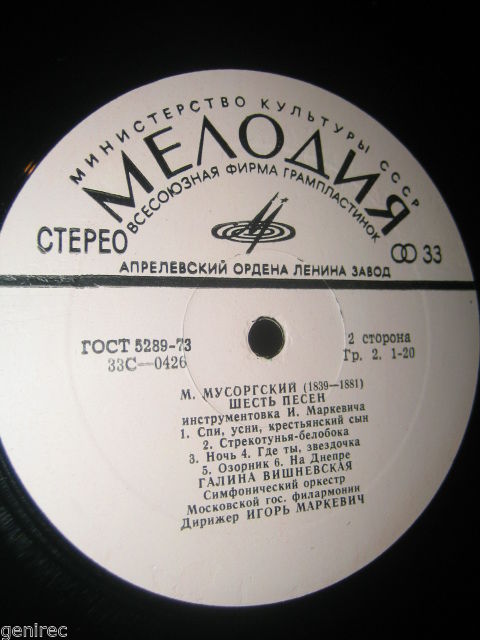 МИНИСТЕРСТВО КУЛЬТУРЫ СССР
МЕЛОДИЯ
ВСЕСОЮЗНАЯ ФИРМА ГРАМПЛАСТИНОК
СТЕРЕО
33
АПРЕЛЕВСКИЙ ОРДЕНА ЛЕНИНА ЗАВОД
ГОСТ 5289-73
33С—0426
2 сторона
Гр. 2. 1-20
М. МУСОРГСКИЙ (1839—1881)
ШЕСТЬ ПЕСЕН
инструментовка И. Маркевича
1. Спи, усни, крестьянский сын
2. Стрекотунья-белобока
3. Ночь 4. Где ты, звездочка
5. Озорник 6. На Днепре
ГАЛИНА ВИШНЕВСКАЯ
Симфонический оркестр
Московской гос. филармонии
Дирижер ИГОРЬ МАРКЕВИЧ
genirec
genirec